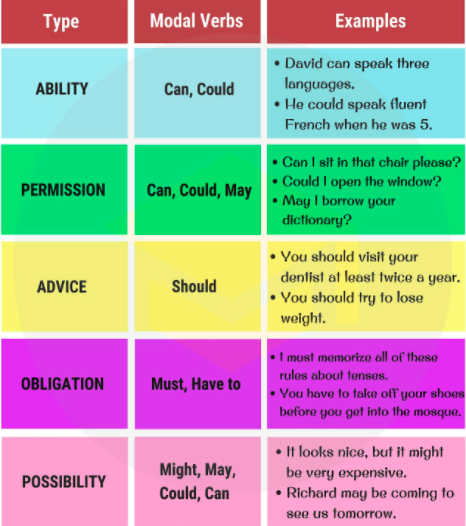 Type Modal Verbs Examples
ABILITY
Can, Could
• David can speak three
languages.
• He could speak fluent
French when he was 5.
PERMISSION
Can, Could, May
• Can I sit in that chair please?
• Could I open the window?
• May I borrow your
dictionary?
ADVICE
Should
• You should visit your
dentist at least twice a year.
• You should try to lose
weight.
OBLIGATION
Must, Have to
• I must memorize all of these
rules about tenses.
• You have to take off your shoes
before you get into the mosque.
POSSIBILITY
Might, May,
Could, Can
• It looks nice, but it might
be very expensive.
• Richard may be coming to
see us tomorrow.